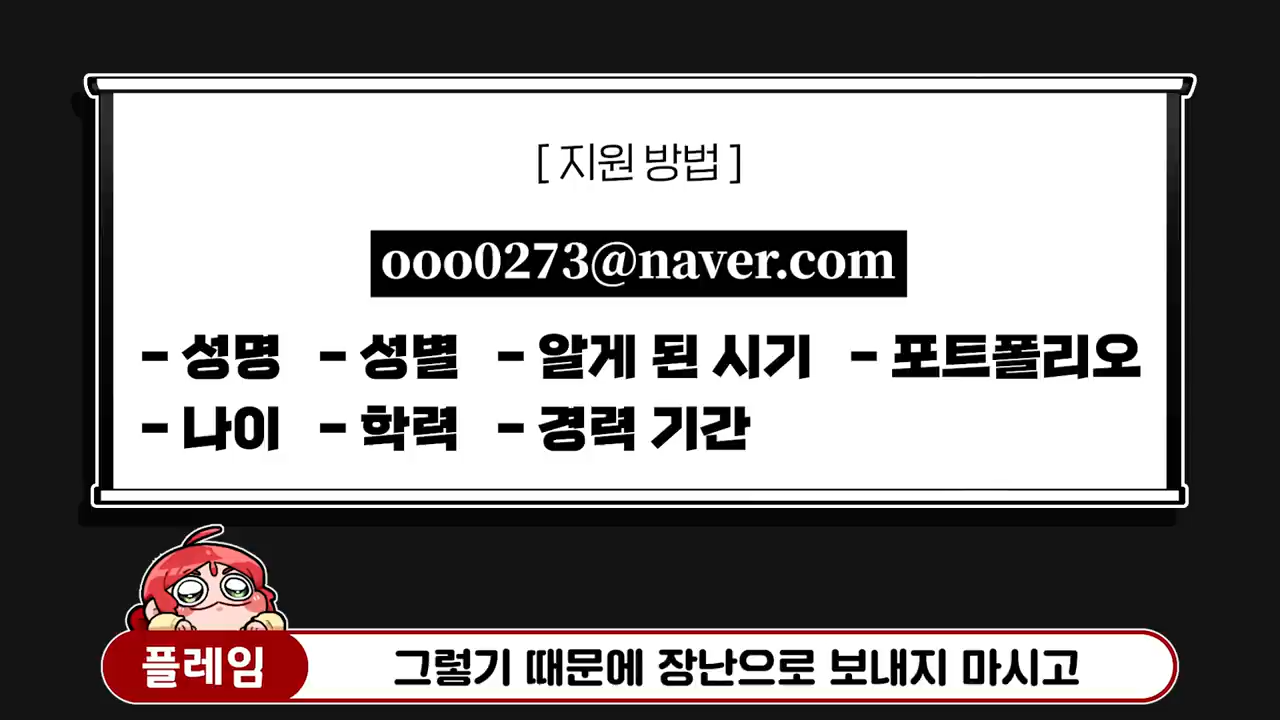 [ 지원 방법 ]
ooo0273@naver.com
- 성명 - 성별 - 알게 된 시기 - 포트폴리오
- 나이 - 학력 - 경력 기간
플레임 그렇기 때문에 장난으로 보내지 마시고